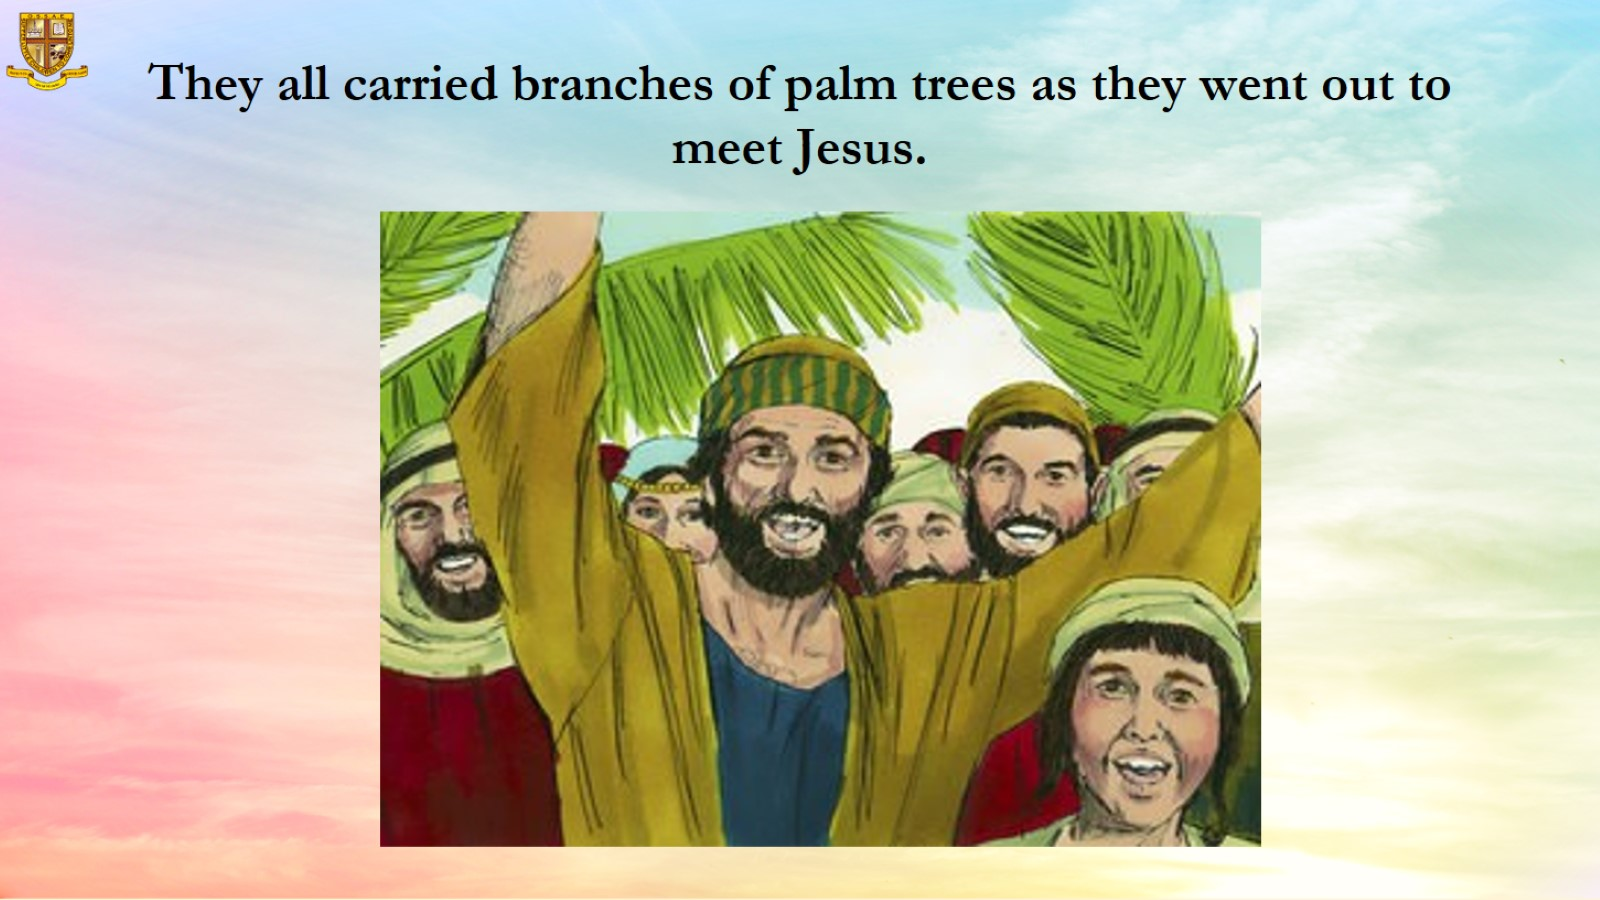 They all carried branches of palm trees as they went out to
meet Jesus.